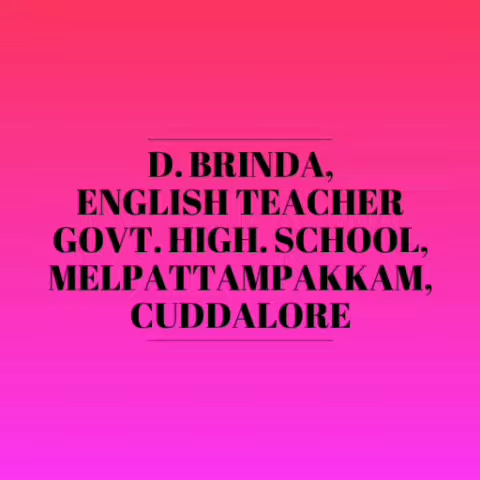 D. BRINDA,
ENGLISH TEACHER
GOVT. HIGH. SCHOOL,
MELPATTAMPAKKAM,
CUDDALORE